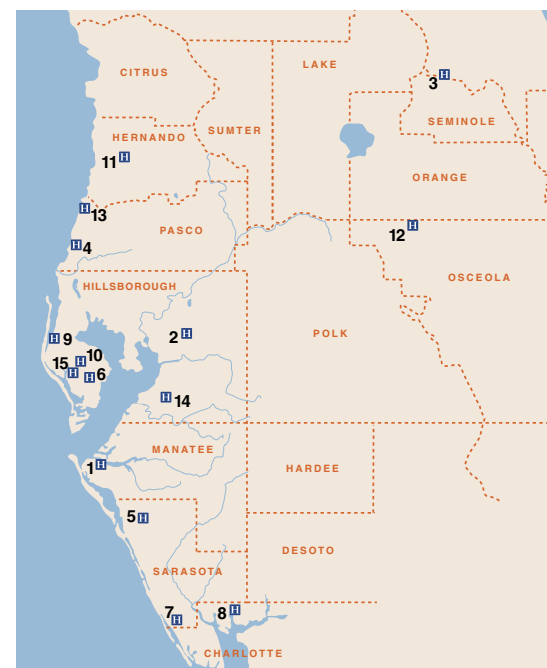 LAKE
CITRUS
3 H
SEMINOLE
SUMTER
HERNANDO
11 H
ORANGE
H 13
PASCO
H
12
H 4
OSCEOLA
HILLSBOROUGH
2 H
POLK
H 9
H 10
15 H
H 6
H 14
MANATEE
1 H
HARDEE
5 H
DESOTO
SARASOTA
7 H
8 H
CHARLOTTE